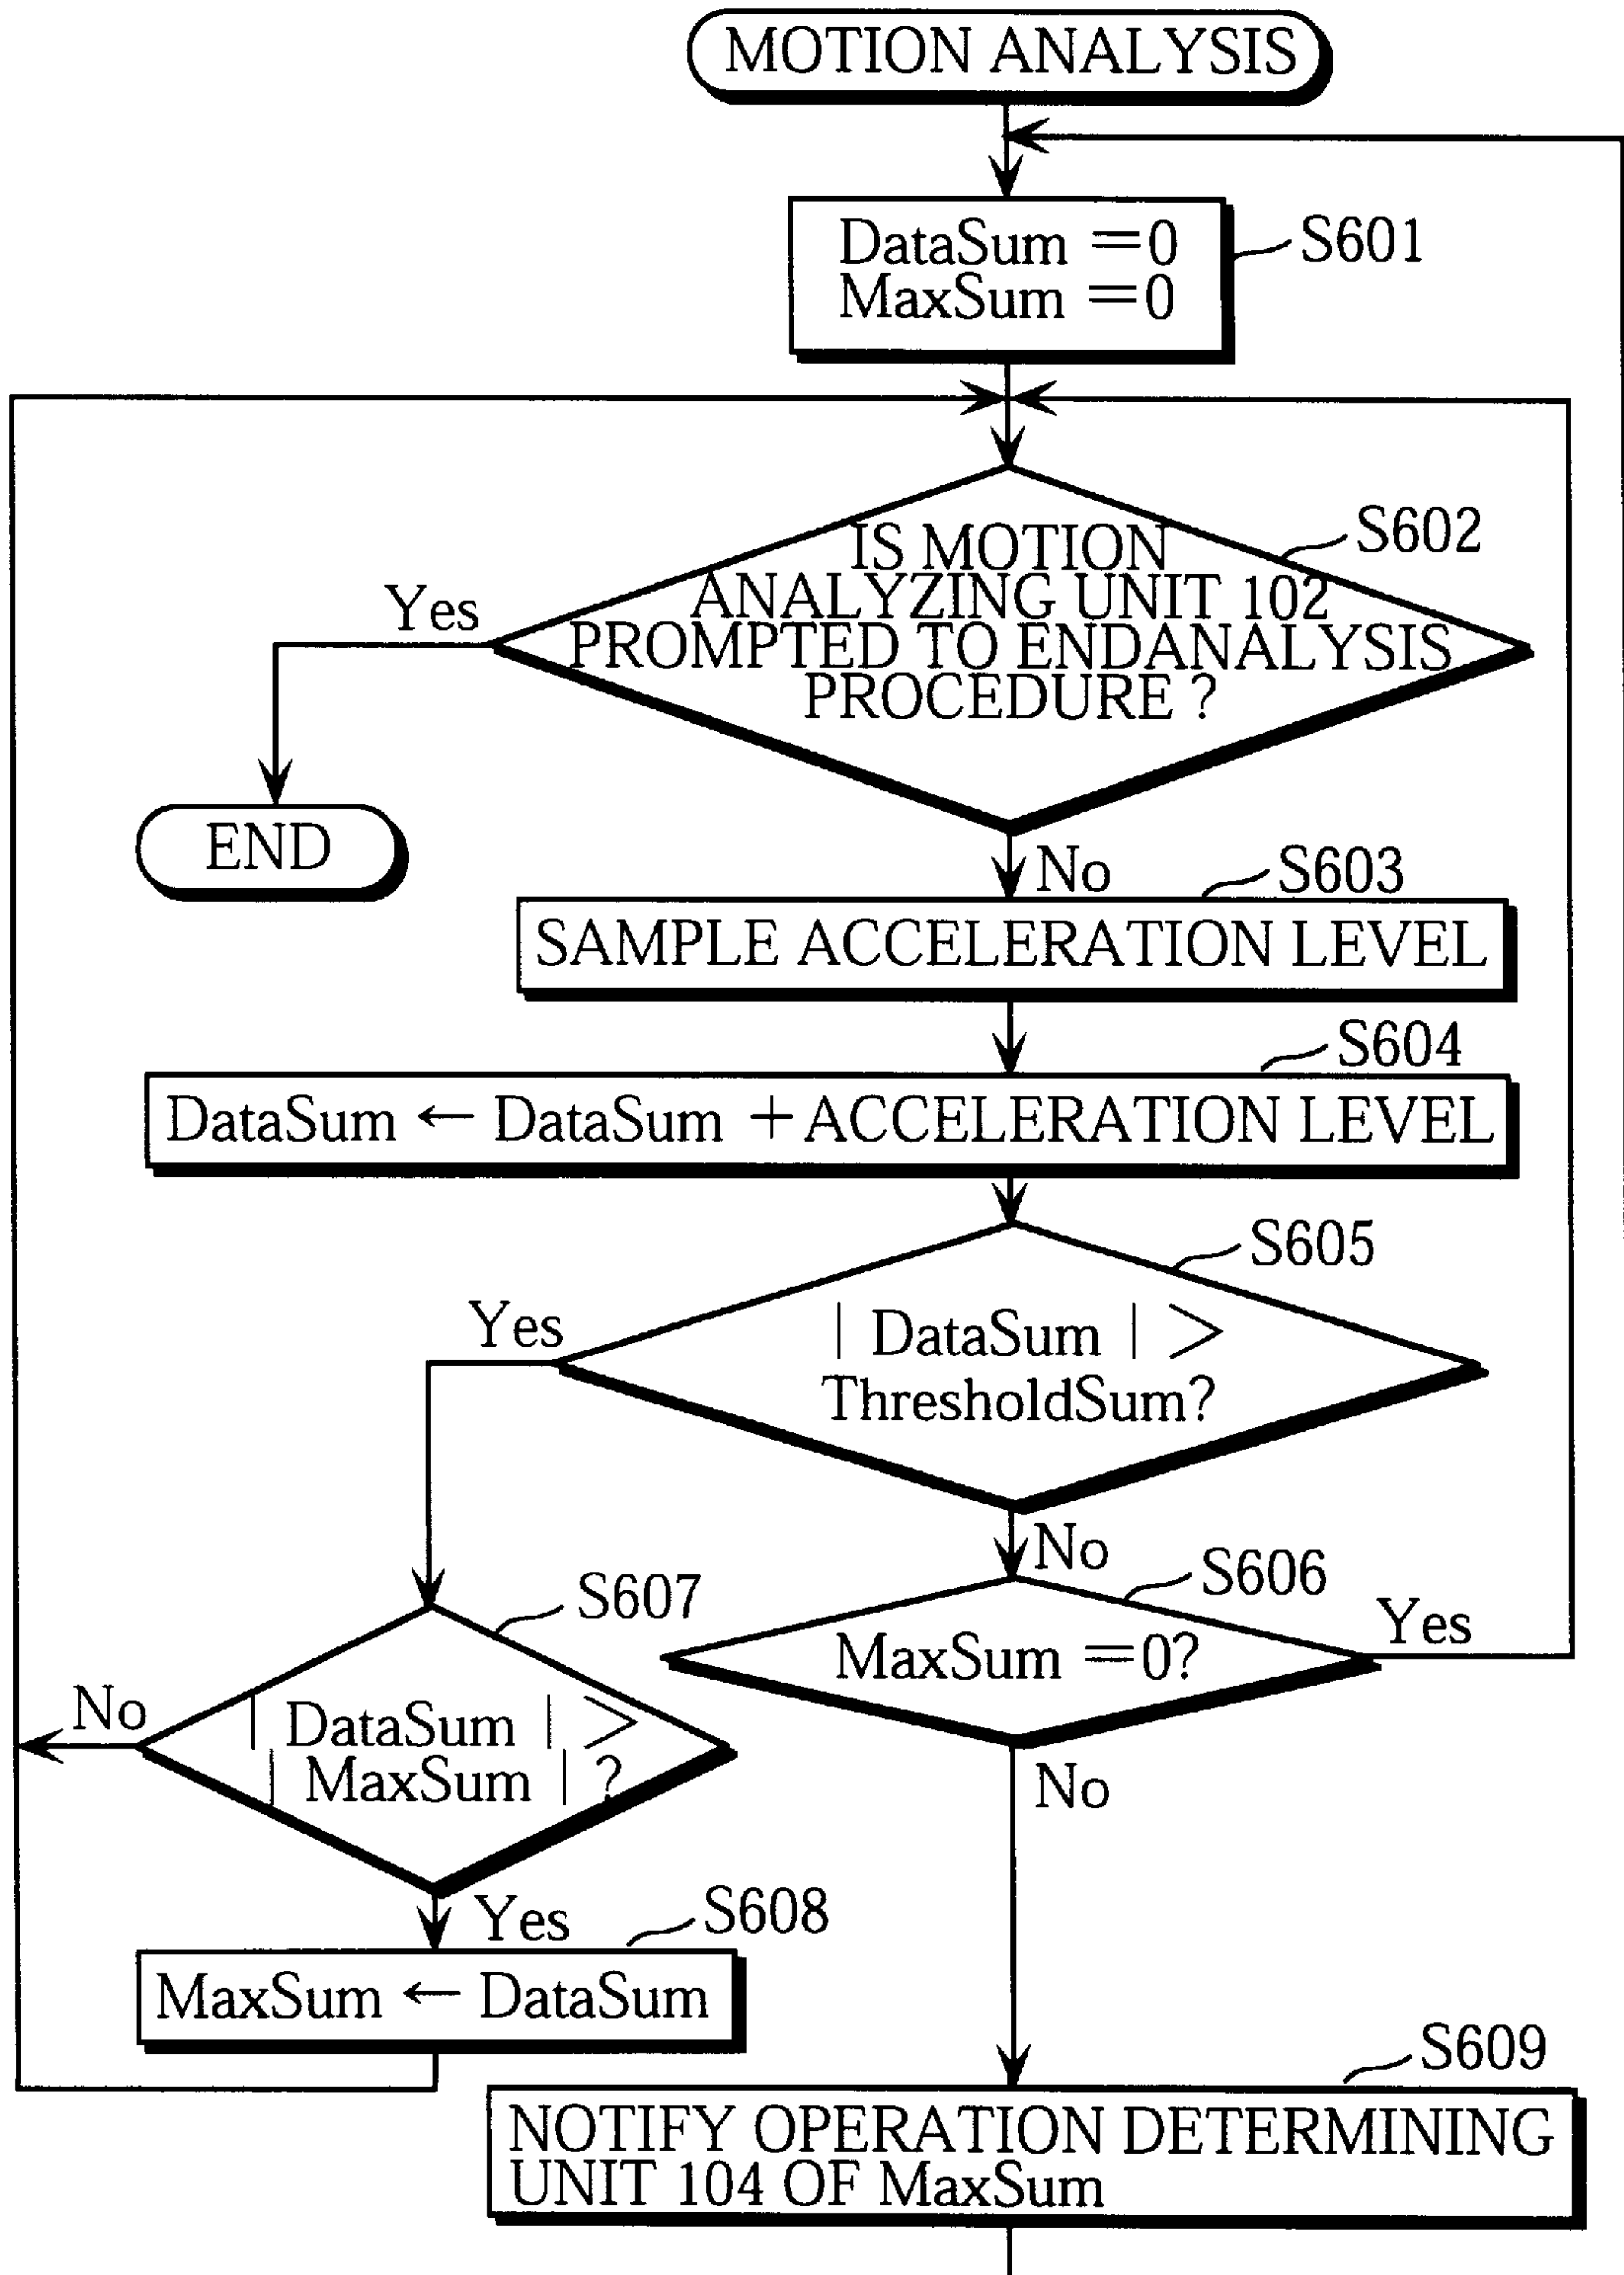 MOTION ANALYSIS
DataSum =0
MaxSum =0
S601
IS MOTION
ANALYZING UNIT 102
PROMPTED TO ENDANALYSIS
PROCEDURE ?
S602
Yes
END
No
S603
SAMPLE ACCELERATION LEVEL
S604
DataSum ← DataSum +ACCELERATION LEVEL
S605
| DataSum | >
ThresholdSum?
Yes
No
S606
MaxSum =0?
Yes
S607
| DataSum | >
| MaxSum | ?
No
No
Yes
S608
MaxSum ← DataSum
S609
NOTIFY OPERATION DETERMINING
UNIT 104 OF MaxSum